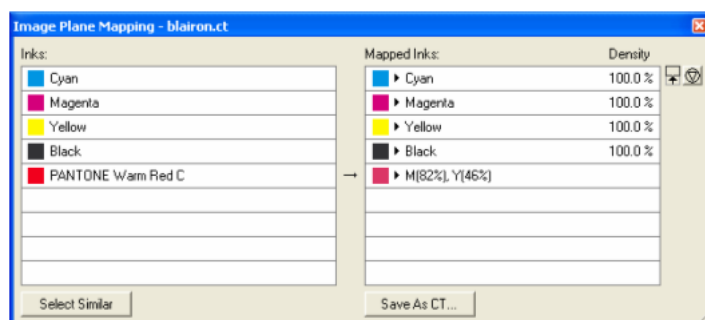 Image Plane Mapping - blairon.ct
Inks: Mapped Inks: Density
Cyan Cyan 100.0 %
Magenta Magenta 100.0 %
Yellow Yellow 100.0 %
Black Black 100.0 %
PANTONE Warm Red C → M(82%), Y(46%)
Select Similar Save As CT...